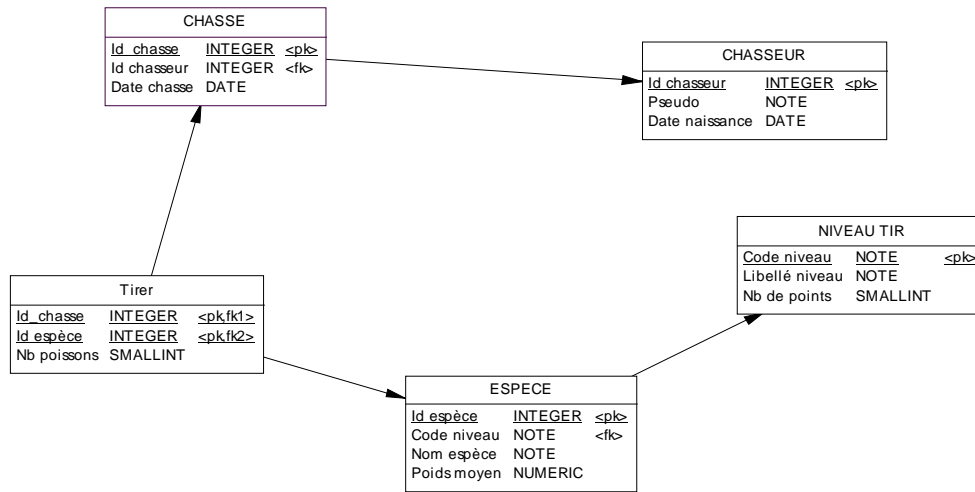 CHASSE
Id_chasse INTEGER <pk>
Id chasseur INTEGER <fk>
Date chasse DATE
CHASSEUR
Id chasseur INTEGER <pk>
Pseudo NOTE
Date naissance DATE
NIVEAU TIR
Code niveau NOTE <pk>
Libellé niveau NOTE
Nb de points SMALLINT
Tirer
Id_chasse INTEGER <pk,fk1>
Id espèce INTEGER <pk,fk2>
Nb poissons SMALLINT
ESPECE
Id espèce INTEGER <pk>
Code niveau NOTE <fk>
Nom espèce NOTE
Poids moyen NUMERIC